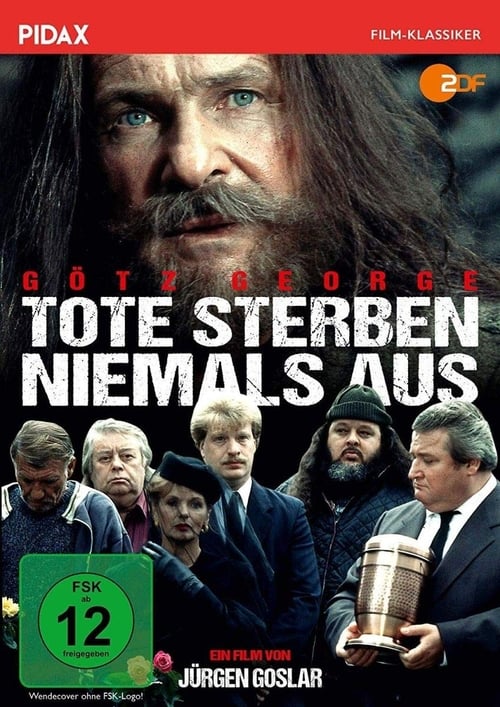 PIDAX
FILM-KLASSIKER
2DF
GÖTZ GEORGE
TOTE STERBEN
NIEMALS AUS
FSK
ab
12
freigegeben
EIN FILM VON
JÜRGEN GOSLAR
Wendecover ohne FSK-Logo!